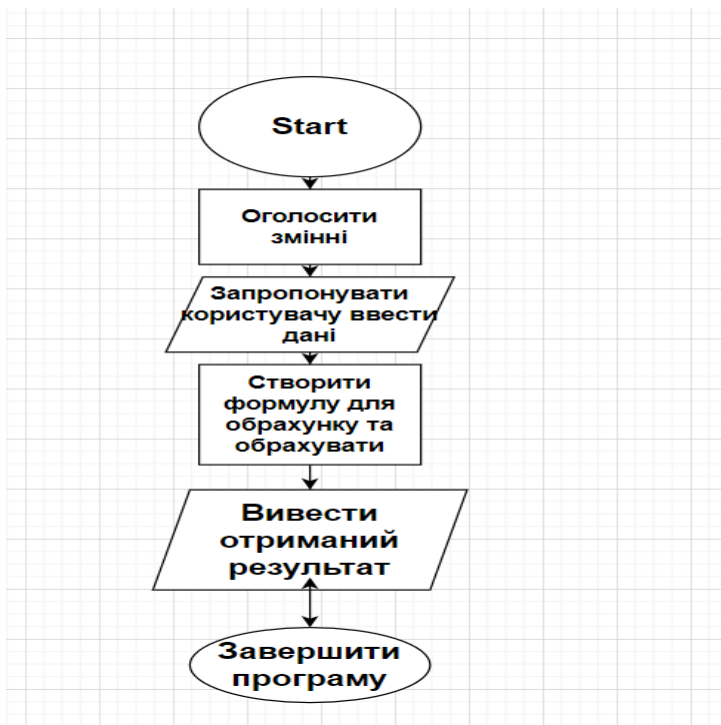 Start
Оголосити
змінні
Запропонувати
користувачу ввести
дані
Створити
формулу для
обрахунку та
обрахувати
Вивести
отриманий
результат
Завершити
програму